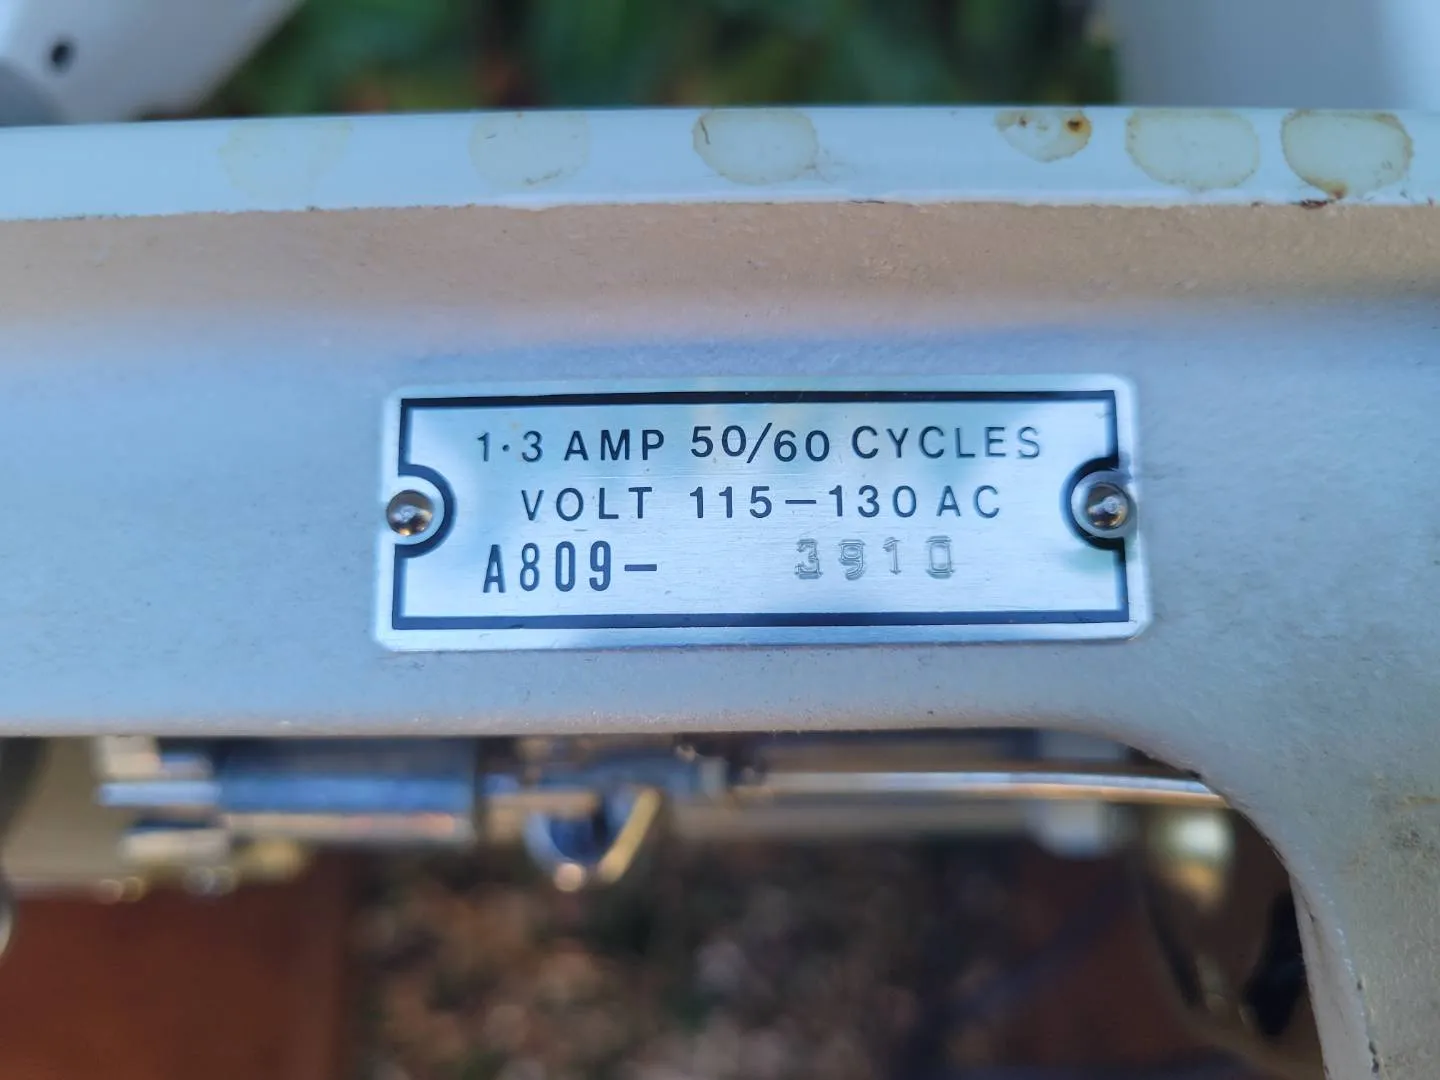 1·3 AMP 50/60 CYCLES
VOLT 115–130 AC
A809– 3910